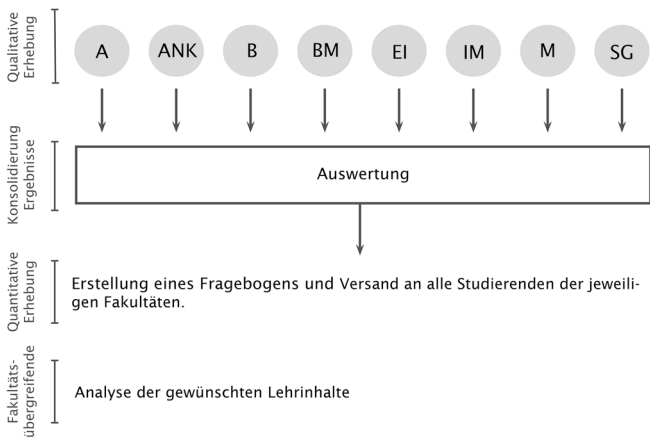 Qualitative
Erhebung
A ANK B BM EI IM M SG
Konsolidierung
Ergebnisse
Auswertung
Quantitative
Erhebung
Erstellung eines Fragebogens und Versand an alle Studierenden der jeweili-
gen Fakultäten.
Fakultäts-
übergreifende
Analyse der gewünschten Lehrinhalte